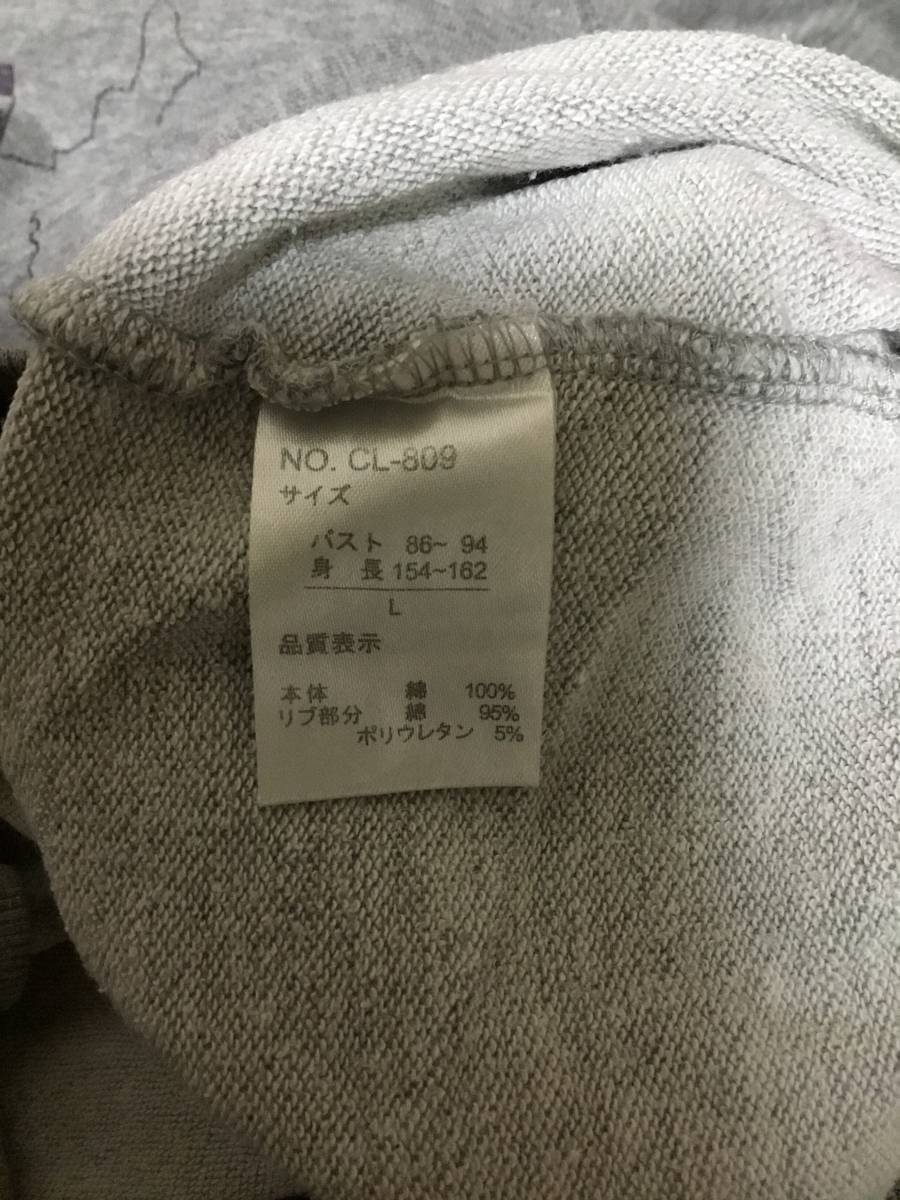 NO. CL-809
サイズ
バスト 86~ 94
身 長 154~162
L
品質表示
本体 綿 100%
リブ部分 綿 95%
ポリウレタン 5%